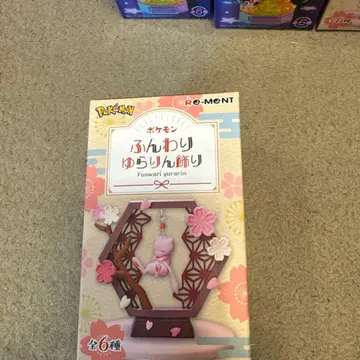 Pokémon
RE-MENT
ポケモン
ふんわり
ゆらりん飾り
Funwari yurarin
全6種